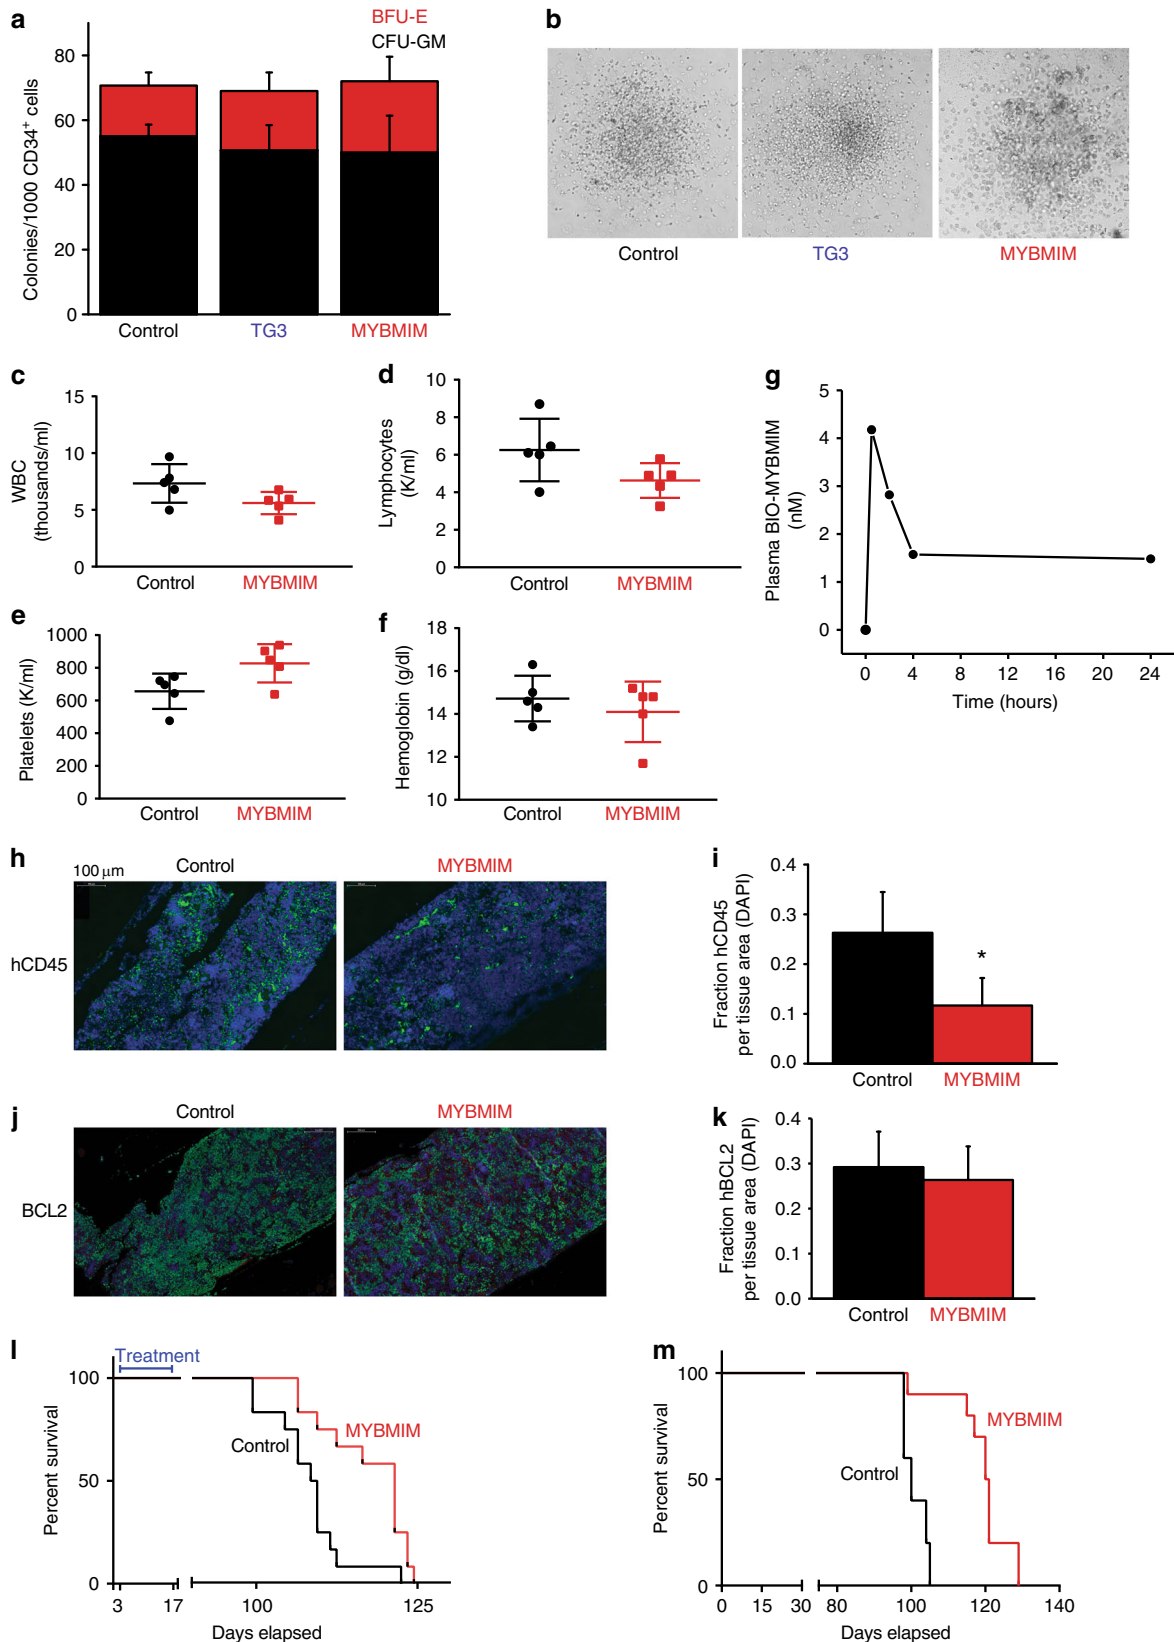 a
BFU-E
CFU-GM
Colonies/1000 CD34+ cells
80
60
40
20
0
Control
TG3
MYBMIM
b
Control
TG3
MYBMIM
c
WBC
(thousands/ml)
15
10
5
0
Control
MYBMIM
d
Lymphocytes
(K/ml)
10
8
6
4
2
0
Control
MYBMIM
e
Platelets (K/ml)
1000
800
600
400
200
0
Control
MYBMIM
f
Hemoglobin (g/dl)
18
16
14
12
10
Control
MYBMIM
g
Plasma BIO-MYBMIM
(nM)
5
4
3
2
1
0
0 4 8 12 16 20 24
Time (hours)
h
Control
MYBMIM
100 μm
hCD45
i
Fraction hCD45
per tissue area (DAPI)
0.4
0.3
0.2
0.1
0.0
*
Control
MYBMIM
j
Control
MYBMIM
BCL2
k
Fraction hBCL2
per tissue area (DAPI)
0.4
0.3
0.2
0.1
0.0
Control
MYBMIM
l
Treatment
Percent survival
100
50
0
MYBMIM
Control
3 17 100 125
Days elapsed
m
Percent survival
100
50
0
MYBMIM
Control
0 15 30 80 100 120 140
Days elapsed